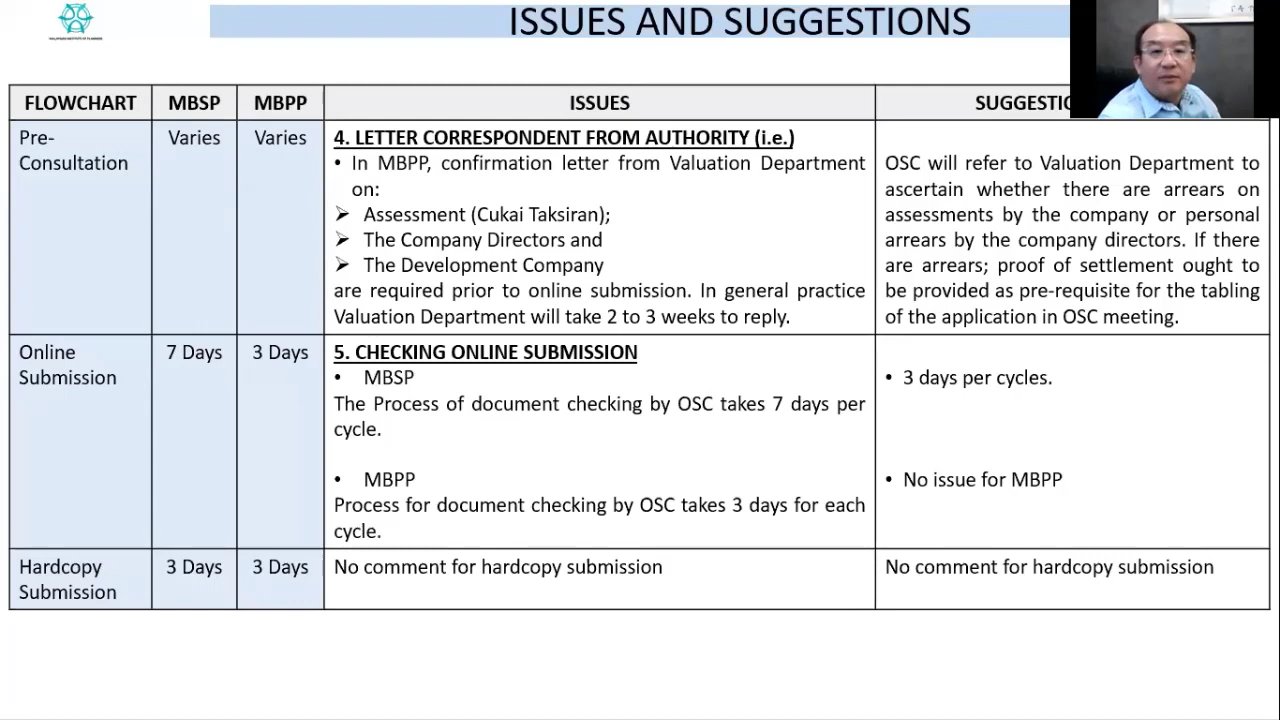 ISSUES AND SUGGESTIONS
MALAYSIAN INSTITUTE OF PLANNERS
FLOWCHART
MBSP
MBPP
ISSUES
Pre-
Consultation
Varies
Varies
4. LETTER CORRESPONDENT FROM AUTHORITY (i.e.)
• In MBPP, confirmation letter from Valuation Department
on:
➢ Assessment (Cukai Taksiran);
➢ The Company Directors and
➢ The Development Company
are required prior to online submission. In general practice
Valuation Department will take 2 to 3 weeks to reply.
OSC will refer to Valuation Department to
ascertain whether there are arrears on
assessments by the company or personal
arrears by the company directors. If there
are arrears; proof of settlement ought to
be provided as pre-requisite for the tabling
of the application in OSC meeting.
Online
Submission
7 Days
3 Days
5. CHECKING ONLINE SUBMISSION
• MBSP
The Process of document checking by OSC takes 7 days per
cycle.
• MBPP
Process for document checking by OSC takes 3 days for each
cycle.
• 3 days per cycles.
• No issue for MBPP
Hardcopy
Submission
3 Days
3 Days
No comment for hardcopy submission
No comment for hardcopy submission